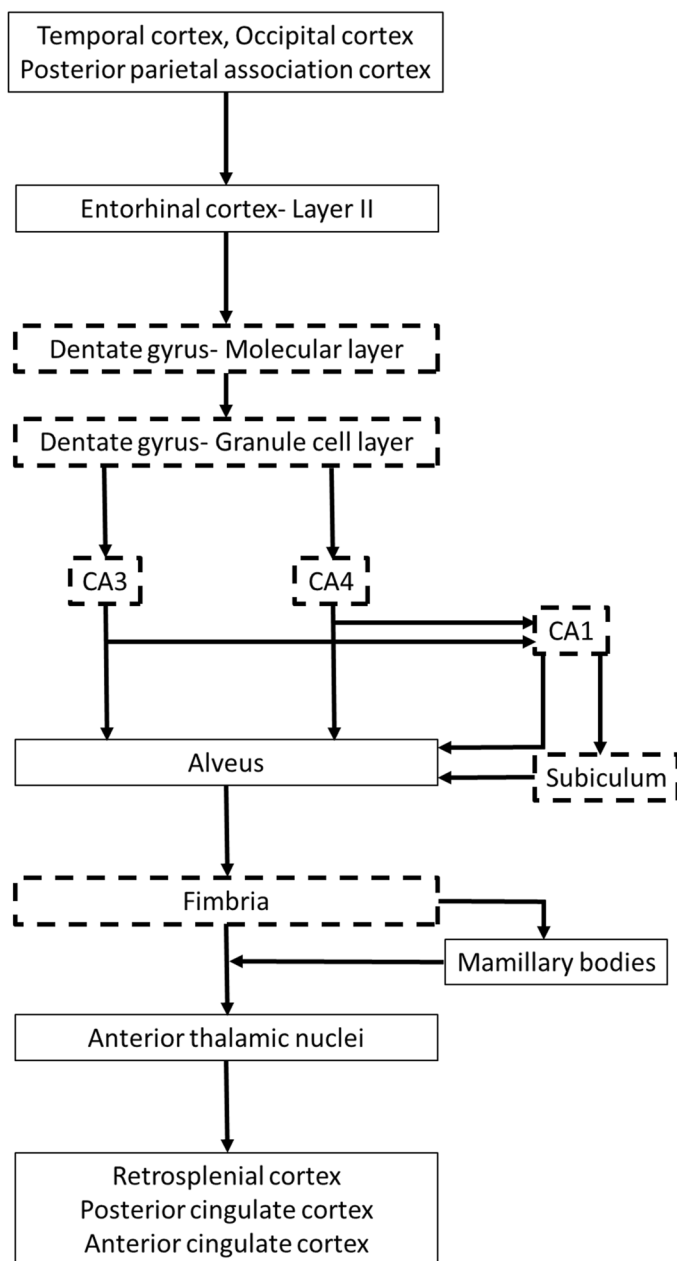 Temporal cortex, Occipital cortex
Posterior parietal association cortex
Entorhinal cortex- Layer II
Dentate gyrus- Molecular layer
Dentate gyrus- Granule cell layer
CA3
CA4
CA1
Alveus
Subiculum
Fimbria
Mamillary bodies
Anterior thalamic nuclei
Retrosplenial cortex
Posterior cingulate cortex
Anterior cingulate cortex